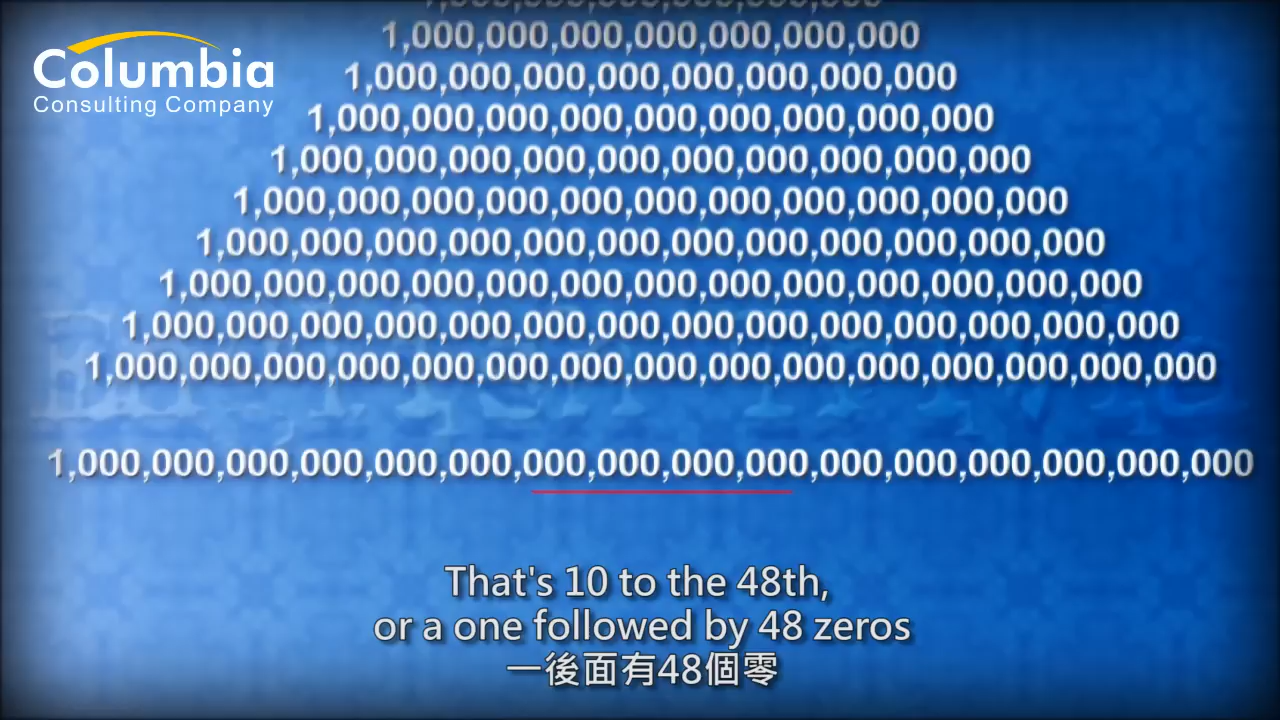 Columbia
Consulting Company
1,000,000,000,000,000,000,000
1,000,000,000,000,000,000,000,000
1,000,000,000,000,000,000,000,000,000
1,000,000,000,000,000,000,000,000,000,000
1,000,000,000,000,000,000,000,000,000,000,000
1,000,000,000,000,000,000,000,000,000,000,000,000
1,000,000,000,000,000,000,000,000,000,000,000,000,000
1,000,000,000,000,000,000,000,000,000,000,000,000,000,000
1,000,000,000,000,000,000,000,000,000,000,000,000,000,000,000
1,000,000,000,000,000,000,000,000,000,000,000,000,000,000,000,000
That's 10 to the 48th,
or a one followed by 48 zeros
一後面有48個零